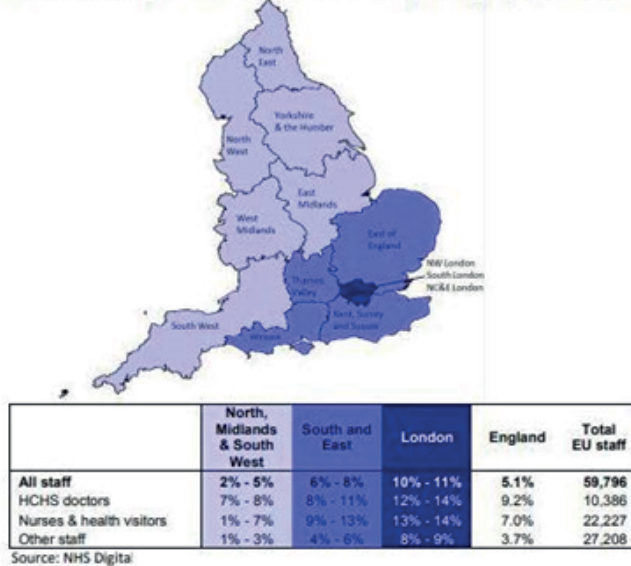 North
East
Yorkshire
& the Humber
North
West
East
Midlands
West
Midlands
East of
England
NW London
South London
NC&E London
Thames
Valley
Kent, Surrey
and Sussex
South West
Wessex
North,
Midlands
& South
West
South and
East
London
England
Total
EU staff
All staff 2% - 5% 6% - 8% 10% - 11% 5.1% 59,796
HCHS doctors 7% - 8% 8% - 11% 12% - 14% 9.2% 10,386
Nurses & health visitors 1% - 7% 9% - 13% 13% - 14% 7.0% 22,227
Other staff 1% - 3% 4% - 6% 8% - 9% 3.7% 27,208
Source: NHS Digita